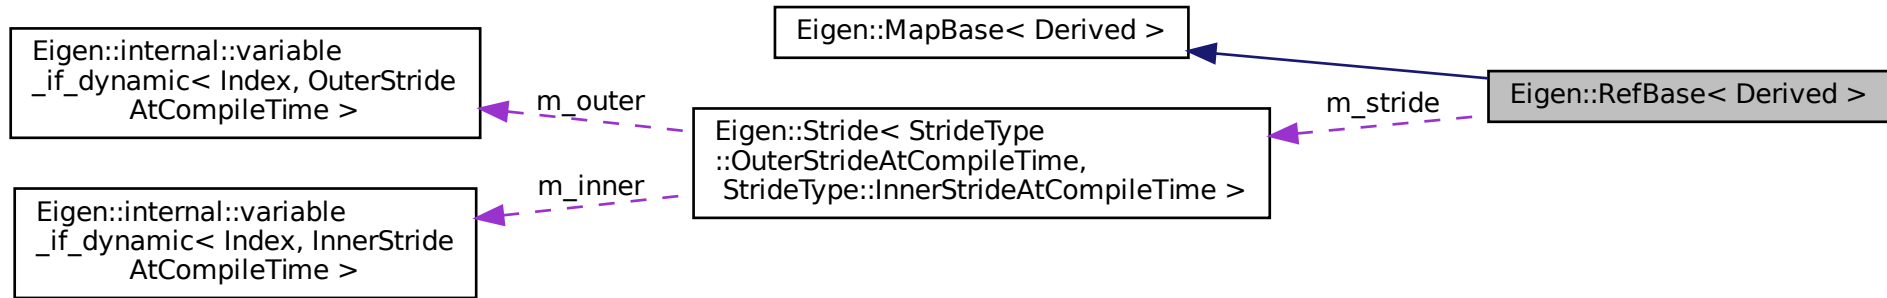 Eigen::internal::variable
_if_dynamic< Index, OuterStride
AtCompileTime >
m_outer
Eigen::internal::variable
_if_dynamic< Index, InnerStride
AtCompileTime >
m_inner
Eigen::MapBase< Derived >
Eigen::Stride< StrideType
::OuterStrideAtCompileTime,
StrideType::InnerStrideAtCompileTime >
m_stride
Eigen::RefBase< Derived >